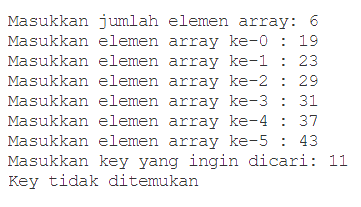 Masukkan jumlah elemen array: 6
Masukkan elemen array ke-0 : 19
Masukkan elemen array ke-1 : 23
Masukkan elemen array ke-2 : 29
Masukkan elemen array ke-3 : 31
Masukkan elemen array ke-4 : 37
Masukkan elemen array ke-5 : 43
Masukkan key yang ingin dicari: 11
Key tidak ditemukan